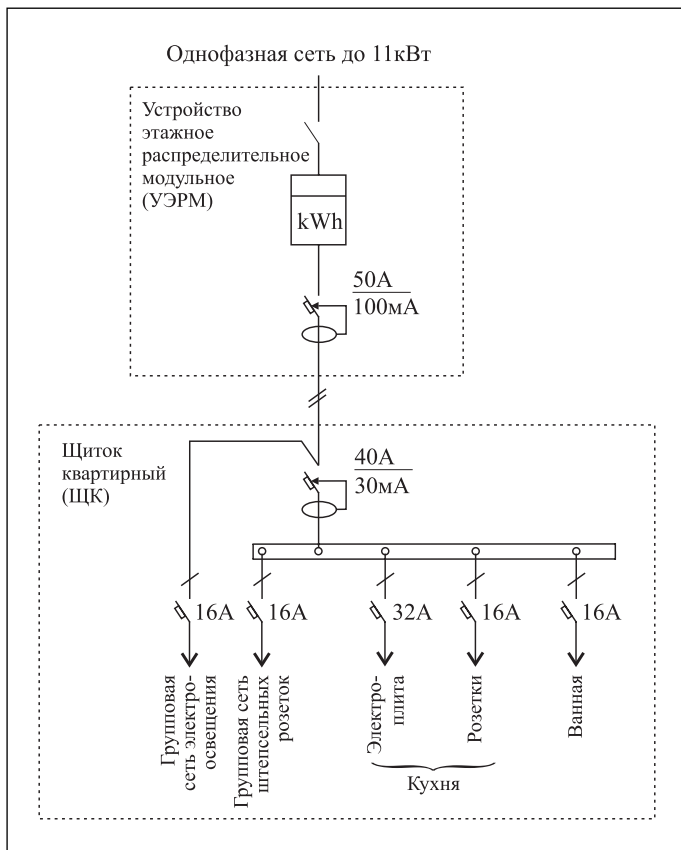 Однофазная сеть до 11кВт
Устройство
этажное
распределительное
модульное
(УЭРМ)
kWh
50А
100мА
Щиток
квартирный
(ЩК)
40А
30мА
16А
16А
32А
16А
16А
Групповая
сеть электро-
освещения
Групповая сеть
штепсельных
розеток
Электро-
плита
Розетки
Ванная
Кухня